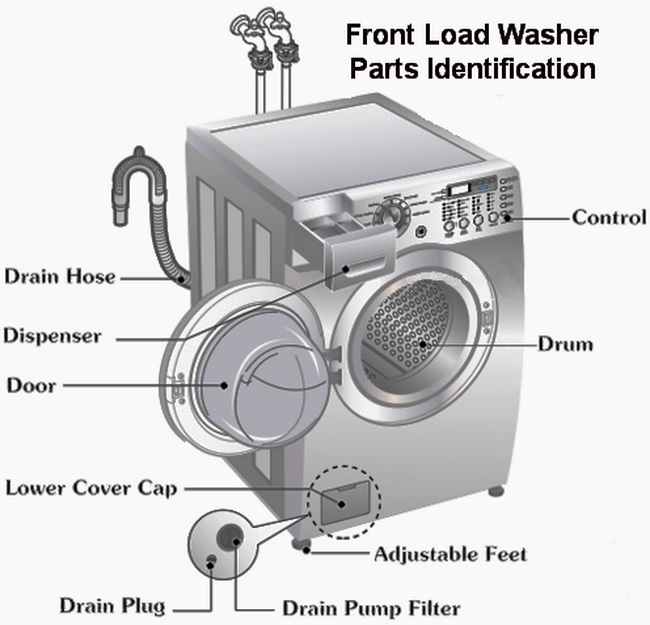 Front Load Washer
Parts Identification
Control
Drain Hose
Dispenser
Drum
Door
Lower Cover Cap
Adjustable Feet
Drain Plug
Drain Pump Filter